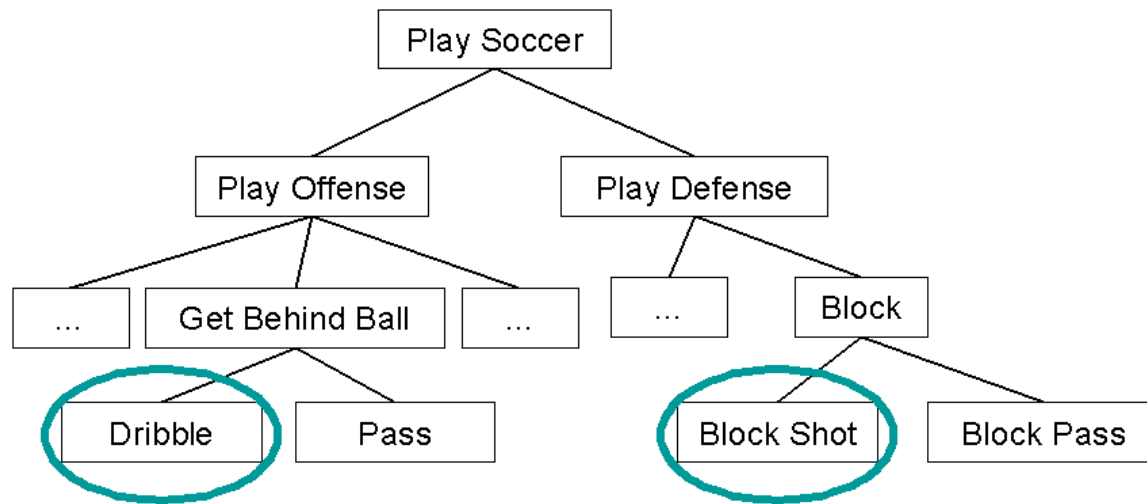 Play Soccer
Play Offense
Play Defense
...
Get Behind Ball
...
...
Block
Dribble
Pass
Block Shot
Block Pass